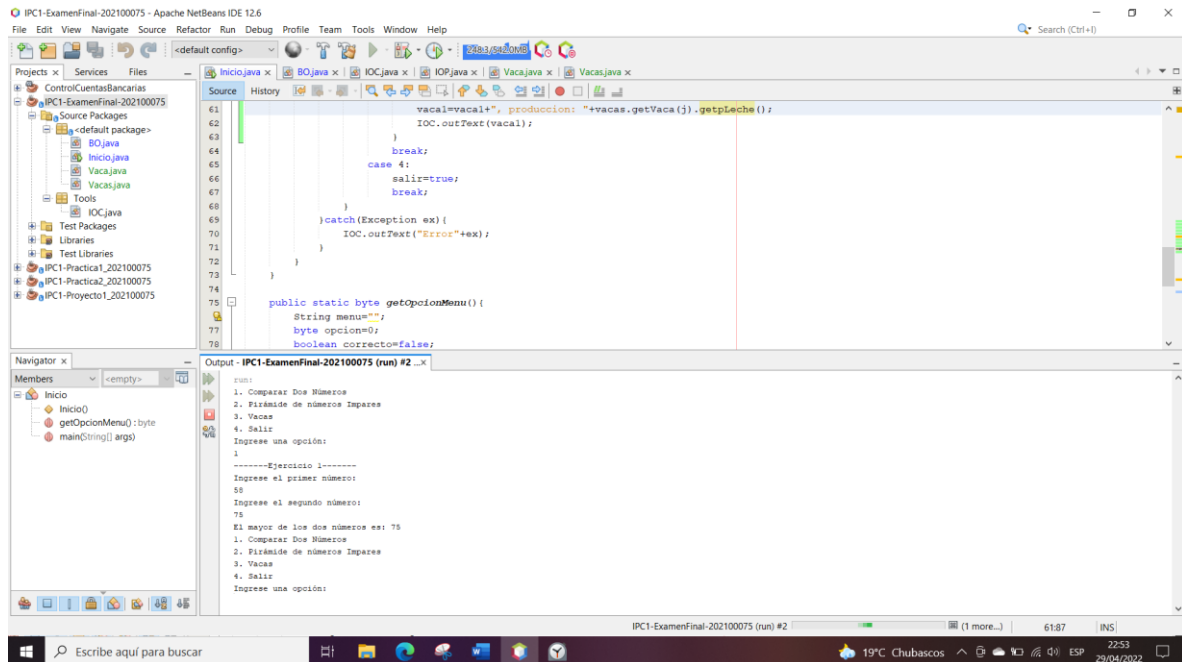 IPC1-ExamenFinal-202100075 - Apache NetBeans IDE 12.6
File Edit View Navigate Source Refactor Run Debug Profile Team Tools Window Help
Search (Ctrl+I)
<default config>
Projects Services Files
Inicio.java BO.java IOC.java IOP.java Vaca.java Vacas.java
Source History
ControlCuentasBancarias
IPC1-ExamenFinal-202100075
Source Packages
<default package>
BO.java
Inicio.java
Vaca.java
Vacas.java
Tools
IOC.java
Test Packages
Libraries
Test Libraries
IPC1-Practica1_202100075
IPC1-Practica2_202100075
IPC1-Proyecto1_202100075
61 vacal=vacal+", produccion: "+vacas.getVaca(j).getpLeche();
62 IOC.outText(vacal);
63 }
64 break;
65 case 4:
66 salir=true;
67 break;
68 }
69 }catch(Exception ex){
70 IOC.outText("Error"+ex);
71 }
72 }
73 }
74
75 public static byte getOpcionMenu(){
String menu="";
77 byte opcion=0;
78 boolean correcto=false;
Navigator
Members <empty>
Inicio
Inicio()
getOpcionMenu() : byte
main(String[] args)
Output - IPC1-ExamenFinal-202100075 (run) #2 ...
run:
1. Comparar Dos Números
2. Pirámide de números Impares
3. Vacas
4. Salir
Ingrese una opción:
1
-------Ejercicio 1-------
Ingrese el primer número:
58
Ingrese el segundo número:
75
El mayor de los dos números es: 75
1. Comparar Dos Números
2. Pirámide de números Impares
3. Vacas
4. Salir
Ingrese una opción:
IPC1-ExamenFinal-202100075 (run) #2 (1 more...) 61:87 INS
Escribe aquí para buscar
19°C Chubascos ESP 22:53
29/04/2022